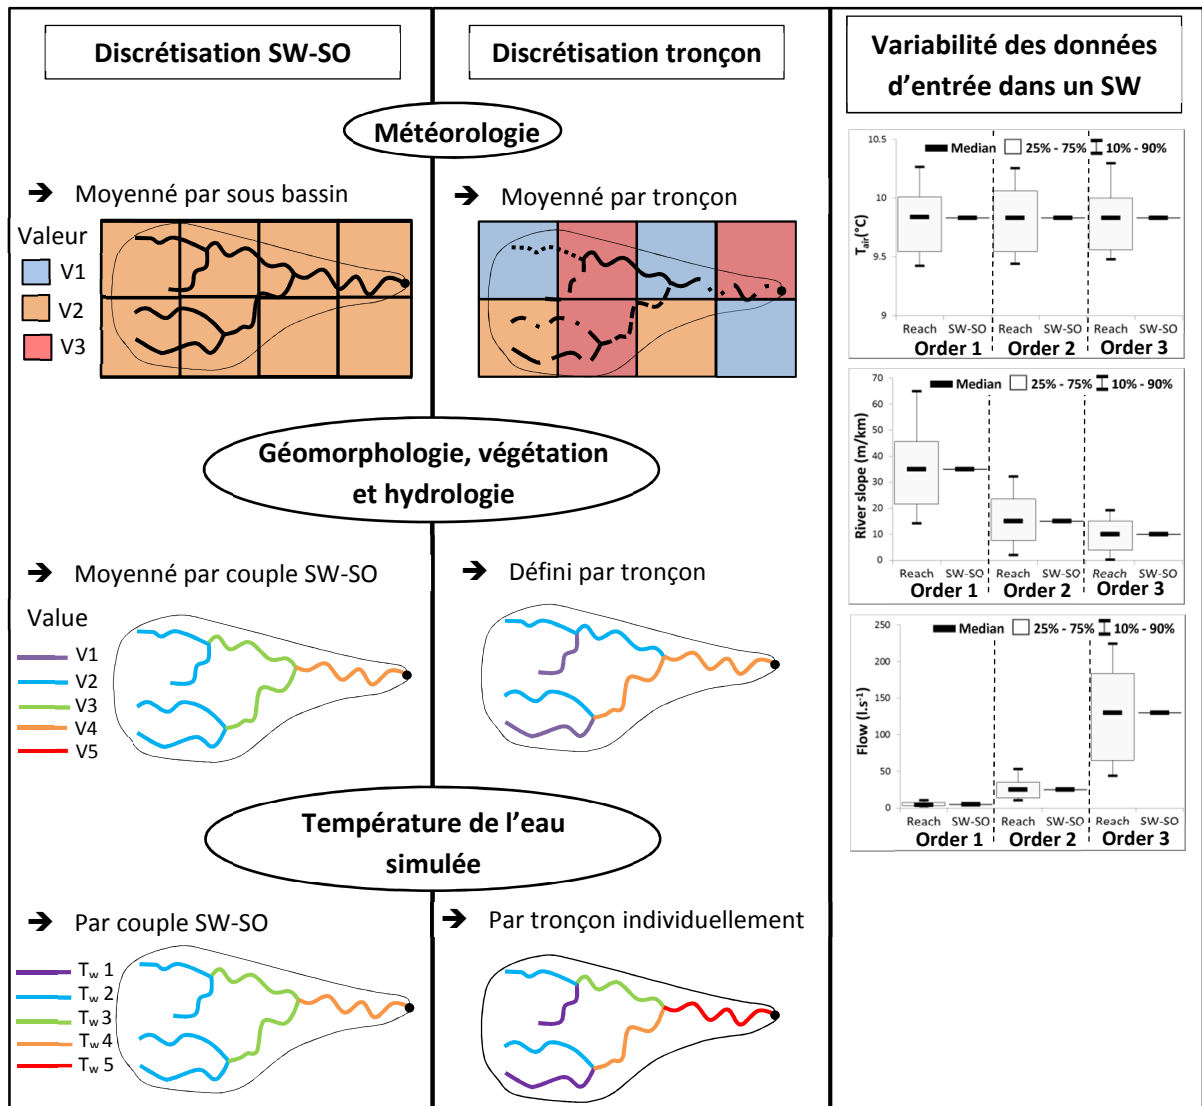 Discrétisation SW-SO
Discrétisation tronçon
Météorologie
➔ Moyenné par sous bassin
Valeur
V1
V2
V3
➔ Moyenné par tronçon
Géomorphologie, végétation
et hydrologie
➔ Moyenné par couple SW-SO
Value
V1
V2
V3
V4
V5
➔ Défini par tronçon
Température de l’eau
simulée
➔ Par couple SW-SO
Tw 1
Tw 2
Tw 3
Tw 4
Tw 5
➔ Par tronçon individuellement
Variabilité des données
d’entrée dans un SW
Median 25% - 75% 10% - 90%
Tair(°C)
10.5
10
9.5
9
Reach SW-SO Reach SW-SO Reach SW-SO
Order 1 Order 2 Order 3
Median 25% - 75% 10% - 90%
River slope (m/km)
70
60
50
40
30
20
10
0
Reach SW-SO Reach SW-SO Reach SW-SO
Order 1 Order 2 Order 3
Median 25% - 75% 10% - 90%
Flow (l.s-1)
250
200
150
100
50
0
Reach SW-SO Reach SW-SO Reach SW-SO
Order 1 Order 2 Order 3